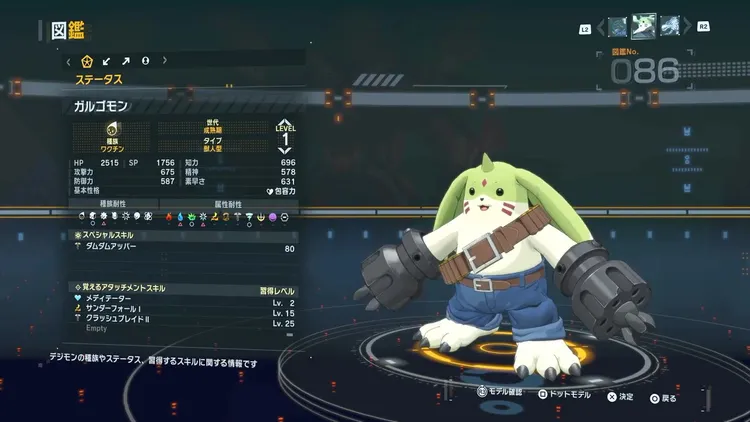 図鑑
L2
R2
図鑑No.
086
ステータス
ガルゴモン
種族
ワクチン
世代
成熟期
タイプ
獣人型
LEVEL
1
HP 2515 SP 1756 知力 696
攻撃力 675 精神 578
防御力 587 素早さ 631
基本性格 包容力
種族耐性 属性耐性
スペシャルスキル
ダムダムアッパー 80
覚えるアタッチメントスキル 習得レベル
メディテーター Lv. 2
サンダーフォールⅠ Lv. 15
クラッシュブレイドⅡ Lv. 25
Empty
デジモンの種族やステータス、習得するスキルに関する情報です
R3 モデル確認 ドットモデル 決定 戻る